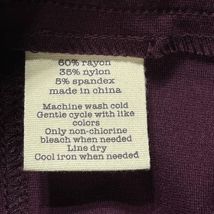 60% rayon
35% nylon
5% spandex
made in china
Machine wash cold
Gentle cycle with like
colors
Only non-chlorine
bleach when needed
Line dry
Cool iron when needed